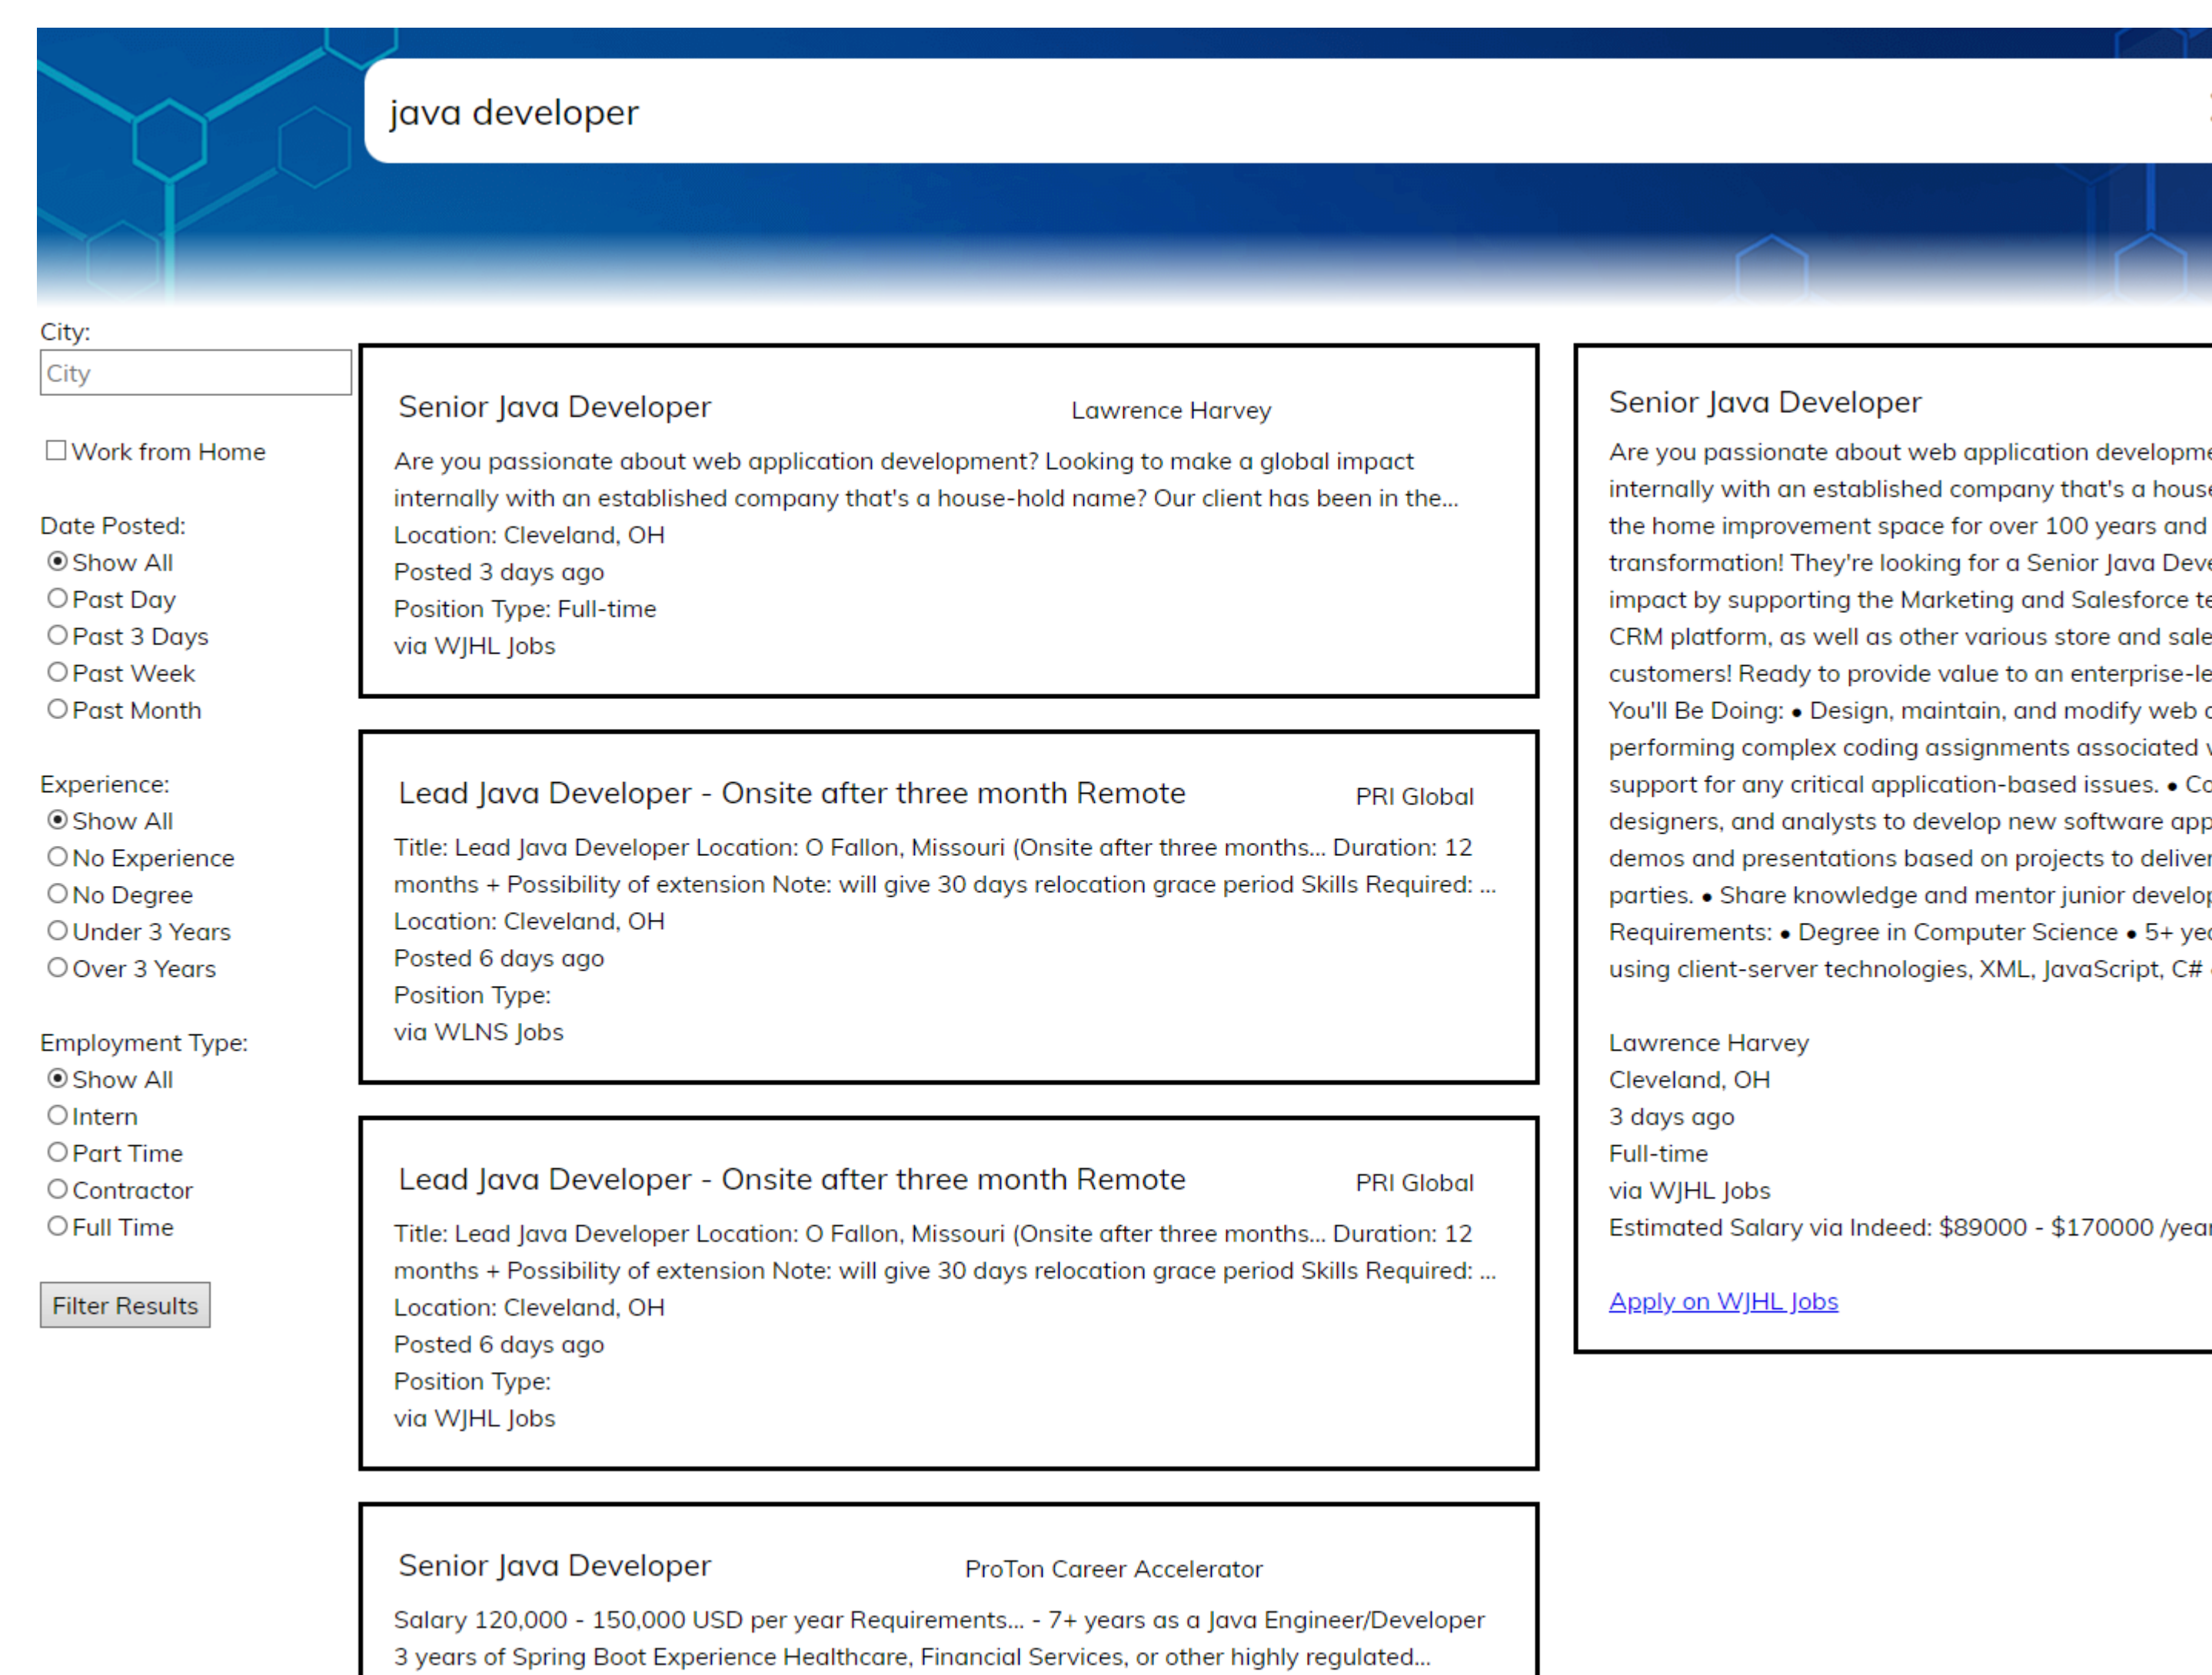 java developer
City:
City
Work from Home
Date Posted:
Show All
Past Day
Past 3 Days
Past Week
Past Month
Experience:
Show All
No Experience
No Degree
Under 3 Years
Over 3 Years
Employment Type:
Show All
Intern
Part Time
Contractor
Full Time
Filter Results
Senior Java Developer
Lawrence Harvey
Are you passionate about web application development? Looking to make a global impact
internally with an established company that's a house-hold name? Our client has been in the...
Location: Cleveland, OH
Posted 3 days ago
Position Type: Full-time
via WJHL Jobs
Lead Java Developer - Onsite after three month Remote
PRI Global
Title: Lead Java Developer Location: O Fallon, Missouri (Onsite after three months... Duration: 12
months + Possibility of extension Note: will give 30 days relocation grace period Skills Required: ...
Location: Cleveland, OH
Posted 6 days ago
Position Type:
via WLNS Jobs
Lead Java Developer - Onsite after three month Remote
PRI Global
Title: Lead Java Developer Location: O Fallon, Missouri (Onsite after three months... Duration: 12
months + Possibility of extension Note: will give 30 days relocation grace period Skills Required: ...
Location: Cleveland, OH
Posted 6 days ago
Position Type:
via WJHL Jobs
Senior Java Developer
ProTon Career Accelerator
Salary 120,000 - 150,000 USD per year Requirements... - 7+ years as a Java Engineer/Developer
3 years of Spring Boot Experience Healthcare, Financial Services, or other highly regulated...
Senior Java Developer
Are you passionate about web application
internally with an established company that's a
the home improvement space for over 100 years and
transformation! They're looking for a Senior Java
impact by supporting the Marketing and Salesforce
CRM platform, as well as other various store and
customers! Ready to provide value to an
You'll Be Doing: • Design, maintain, and modify web
performing complex coding assignments associated
support for any critical application-based issues. •
designers, and analysts to develop new software
demos and presentations based on projects to
parties. • Share knowledge and mentor junior
Requirements: • Degree in Computer Science • 5+
using client-server technologies, XML, JavaScript, C#
Lawrence Harvey
Cleveland, OH
3 days ago
Full-time
via WJHL Jobs
Estimated Salary via Indeed: $89000 - $170000 /year
Apply on WJHL Jobs